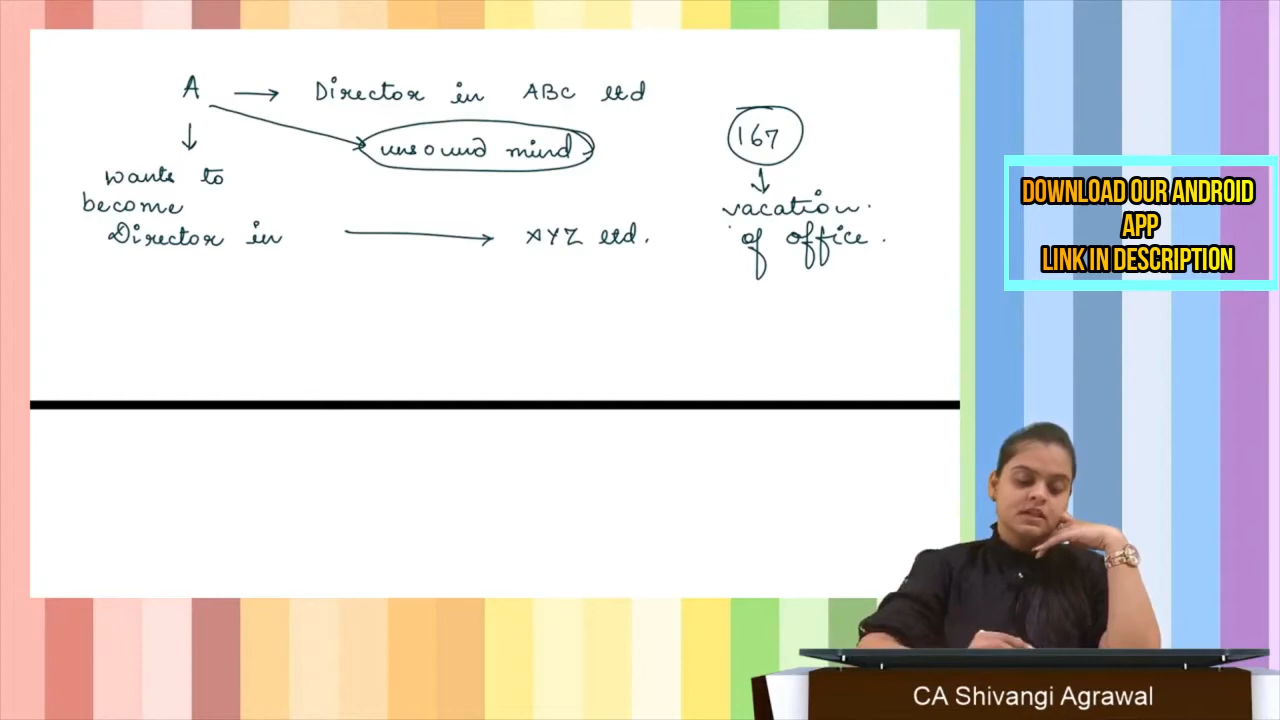 A → Director in ABC ltd
unsound mind
wants to
become
Director in → XYZ ltd.
167
vacation
of office.
DOWNLOAD OUR ANDROID
APP
LINK IN DESCRIPTION
CA Shivangi Agrawal